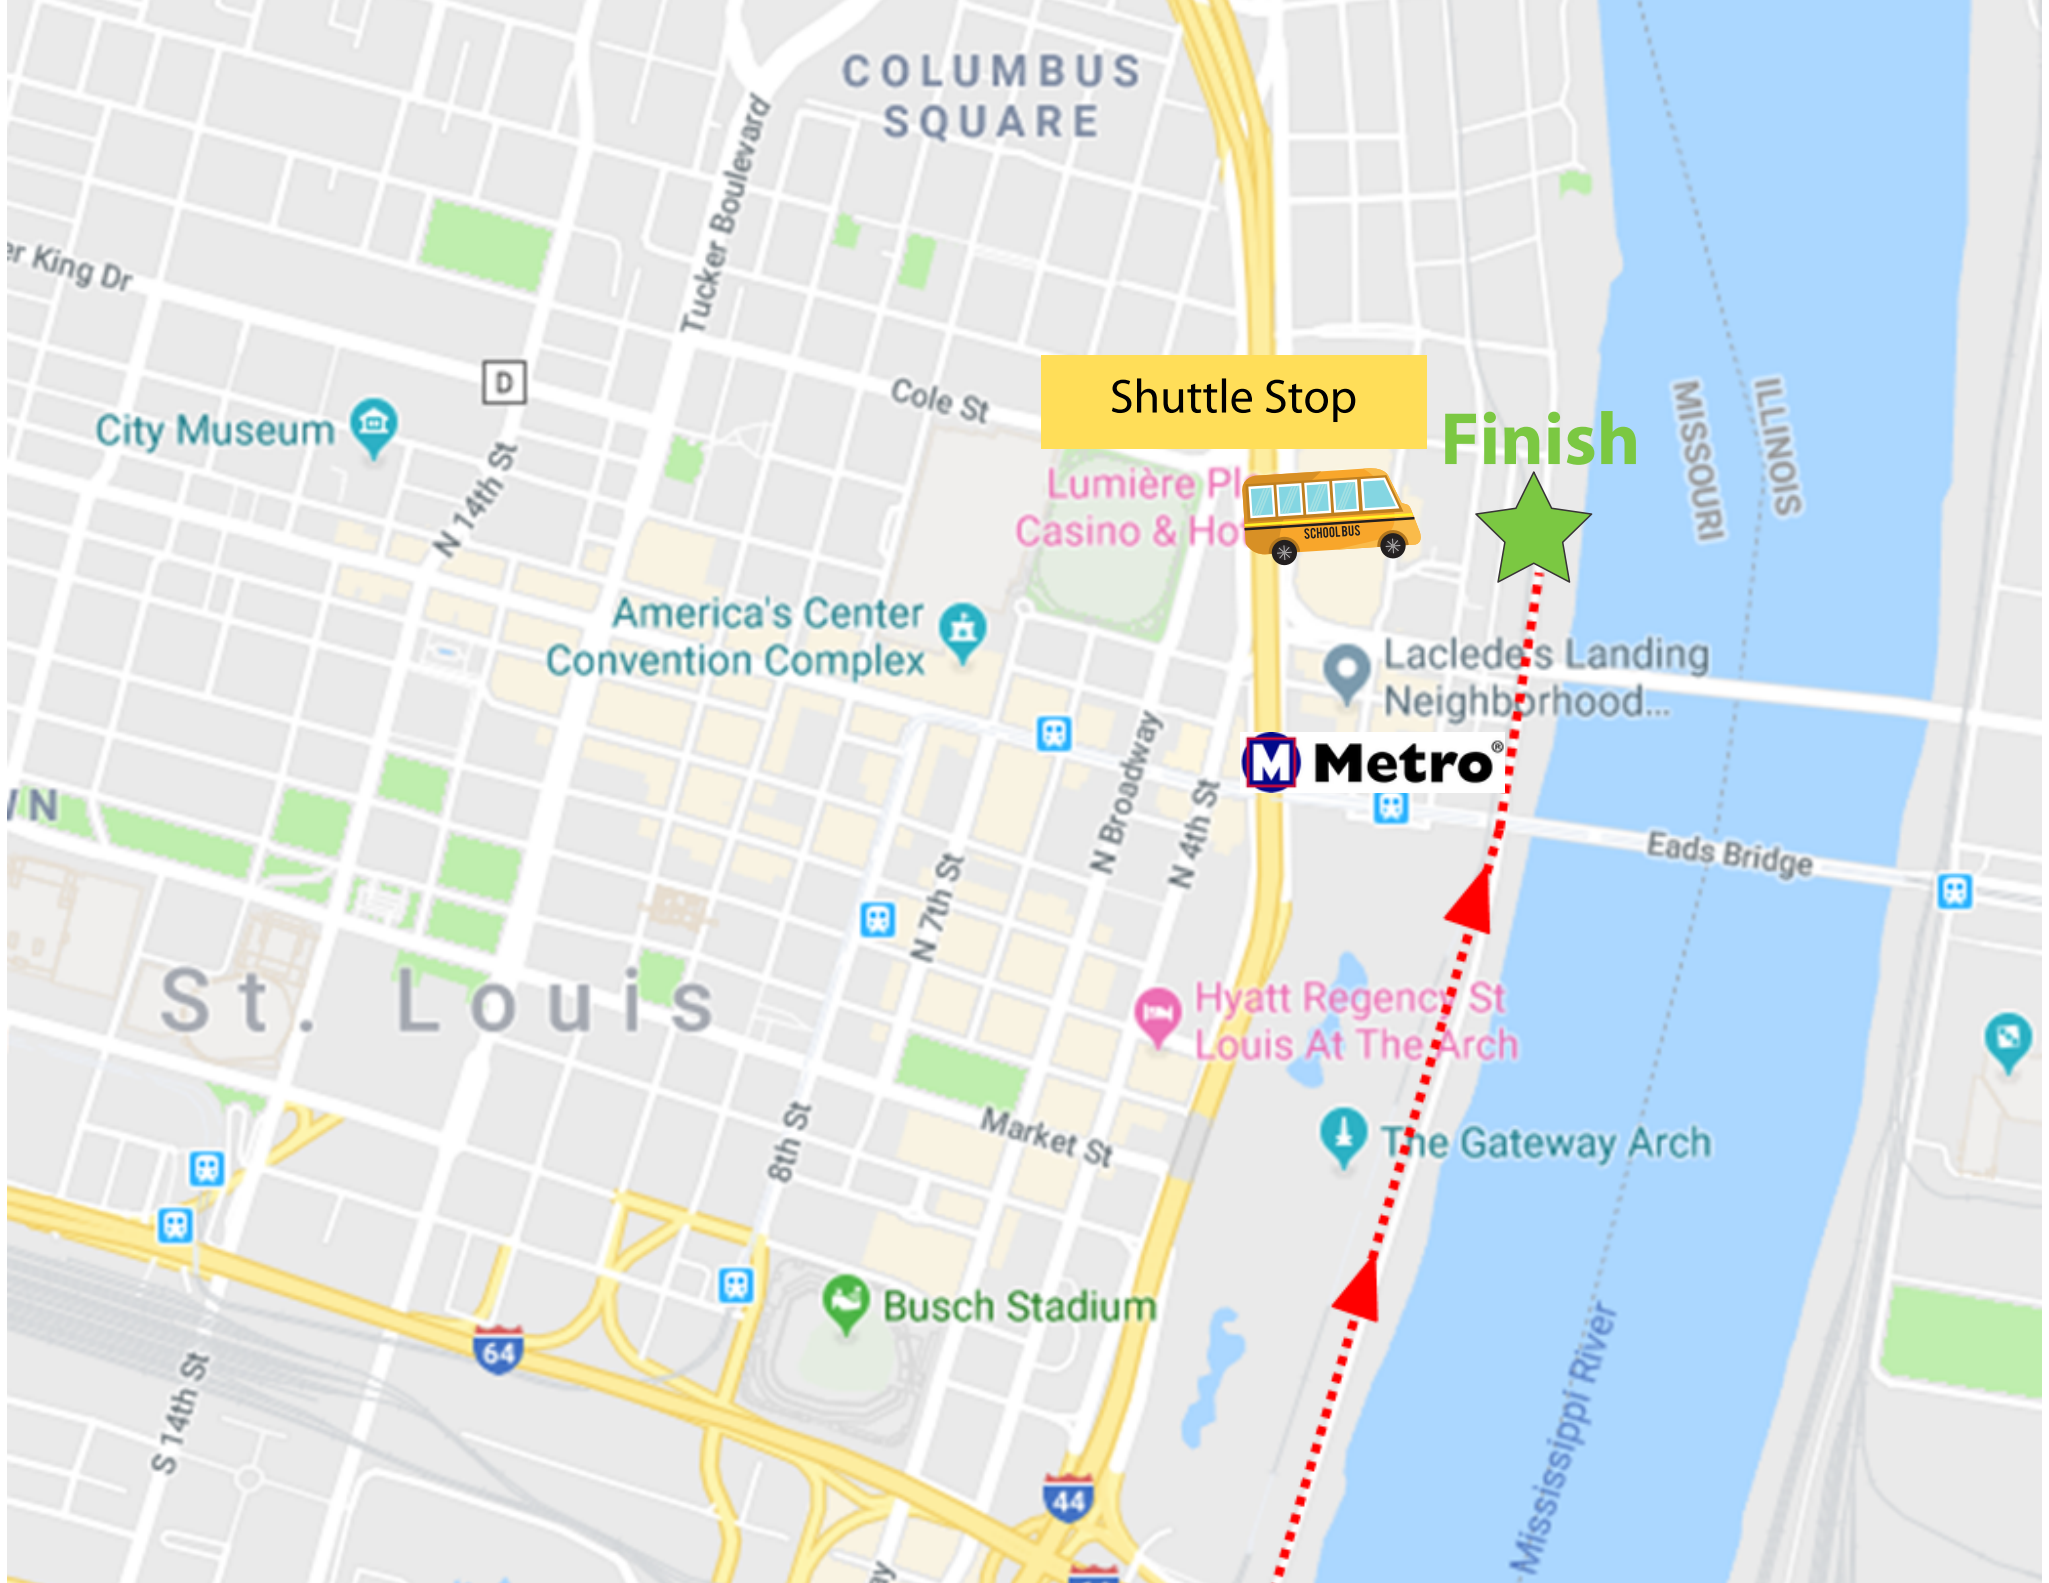 COLUMBUS
SQUARE
Tucker Boulevard
er King Dr
D
Cole St
Shuttle Stop
Finish
MISSOURI
ILLINOIS
City Museum
N 14th St
Lumière Pl
Casino & Ho
SCHOOL BUS
America's Center
Convention Complex
Laclede's Landing
Neighborhood...
M Metro®
N Broadway
N 4th St
WN
Eads Bridge
N 7th St
St. Louis
Hyatt Regency St
Louis At The Arch
8th St
Market St
The Gateway Arch
Busch Stadium
64
S 14th St
Mississippi River
44
ay